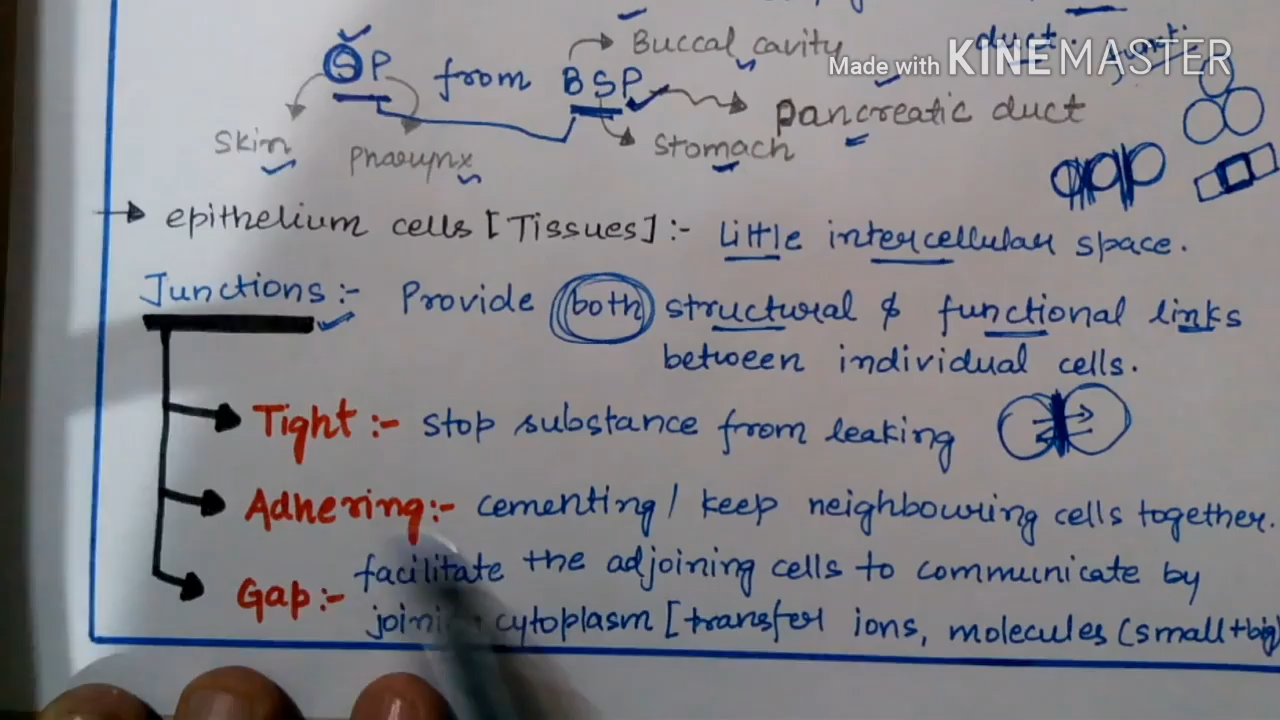 Buccal cavity
duct.
Made with KINEMASTER
SP from BSP
Pancreatic duct
Skin
Pharynx
Stomach
gap
→ epithelium cells [Tissues] :- Little intercellular space.
Junctions :- Provide both structural & functional links
between individual cells.
Tight :- stop substance from leaking
Adhering :- cementing / keep neighbouring cells together.
Gap :- facilitate the adjoining cells to communicate by
cytoplasm [transfer ions, molecules (small + big)